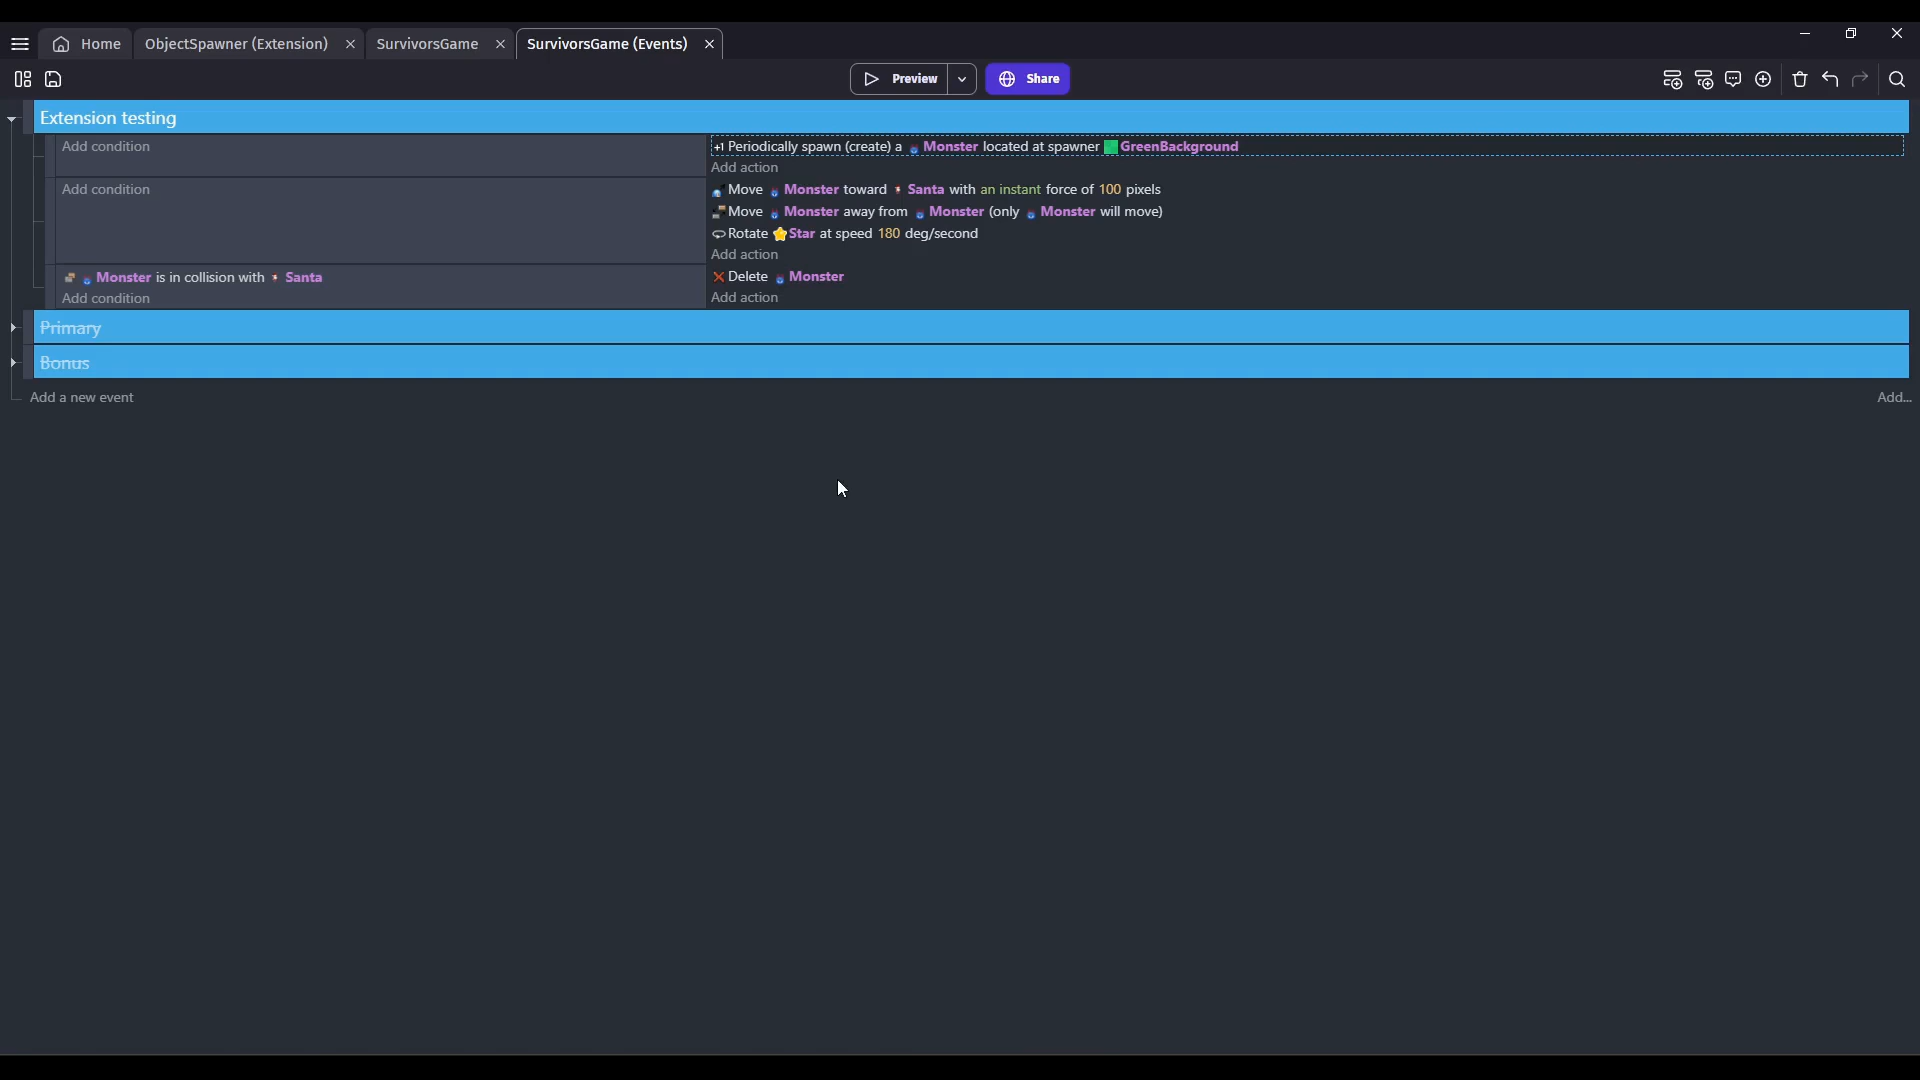 Home
ObjectSpawner (Extension)
SurvivorsGame
SurvivorsGame (Events)
Preview
Share
Extension testing
Add condition
+1 Periodically spawn (create) a Monster located at spawner GreenBackground
Add action
Add condition
Move Monster toward Santa with an instant force of 100 pixels
Move Monster away from Monster (only Monster will move)
Rotate Star at speed 180 deg/second
Add action
Monster is in collision with Santa
Add condition
Delete Monster
Add action
Primary
Bonus
Add a new event
Add...